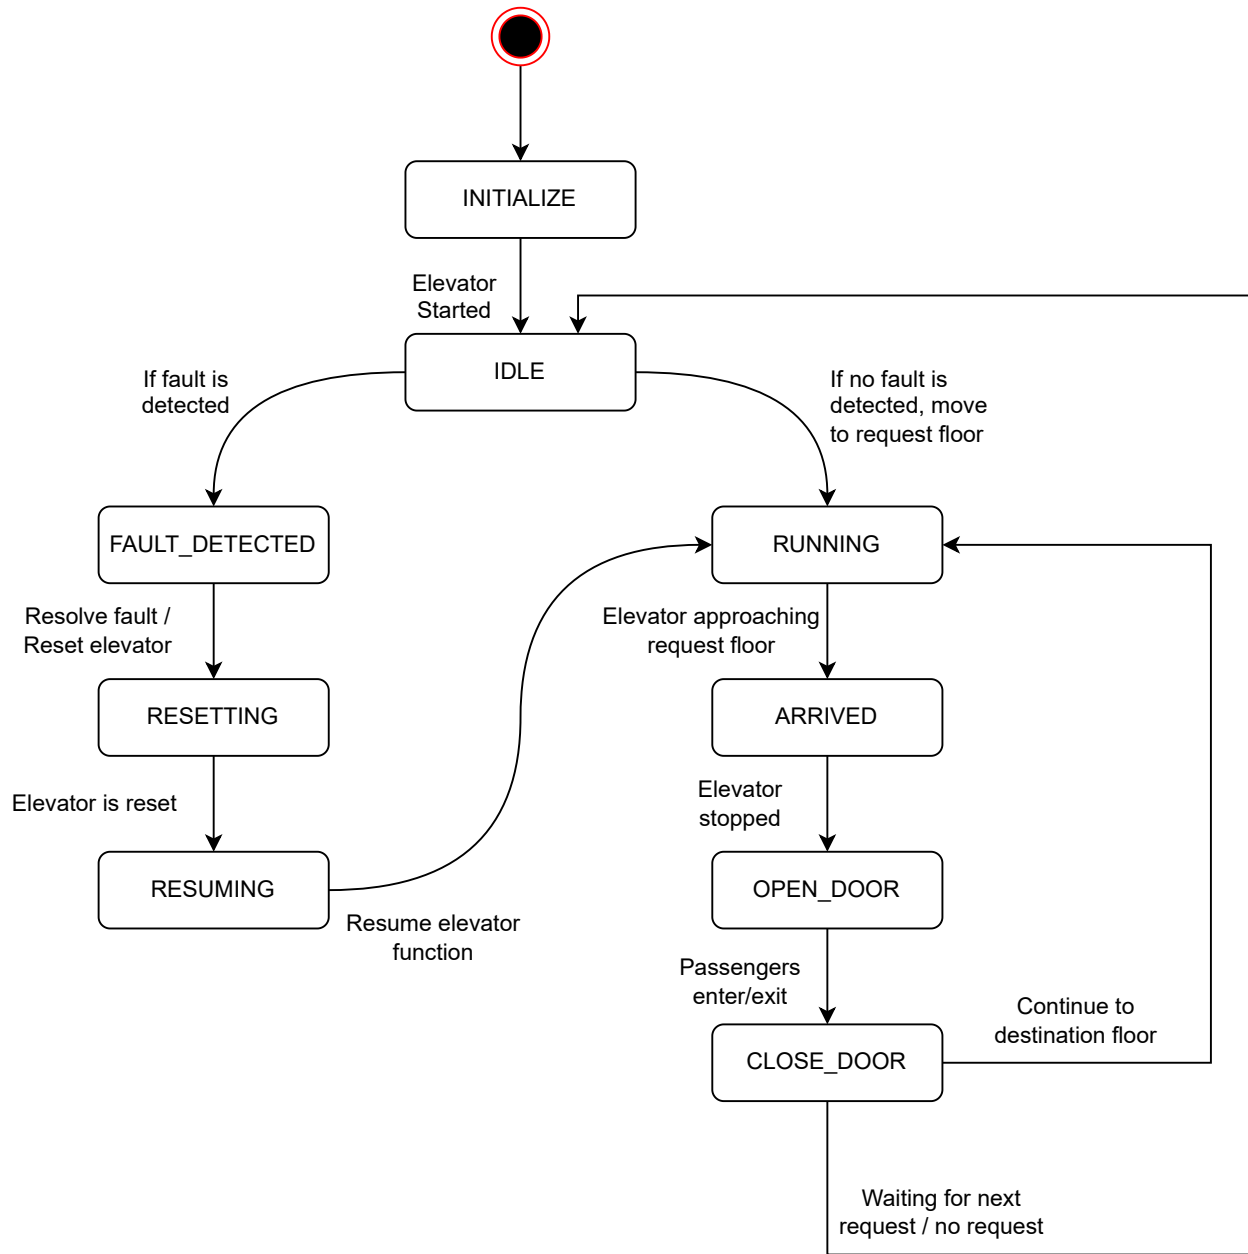 INITIALIZE
Elevator
Started
IDLE
If fault is
detected
If no fault is
detected, move
to request floor
FAULT_DETECTED
RUNNING
Resolve fault /
Reset elevator
Elevator approaching
request floor
RESETTING
ARRIVED
Elevator is reset
Elevator
stopped
RESUMING
OPEN_DOOR
Resume elevator
function
Passengers
enter/exit
Continue to
destination floor
CLOSE_DOOR
Waiting for next
request / no request